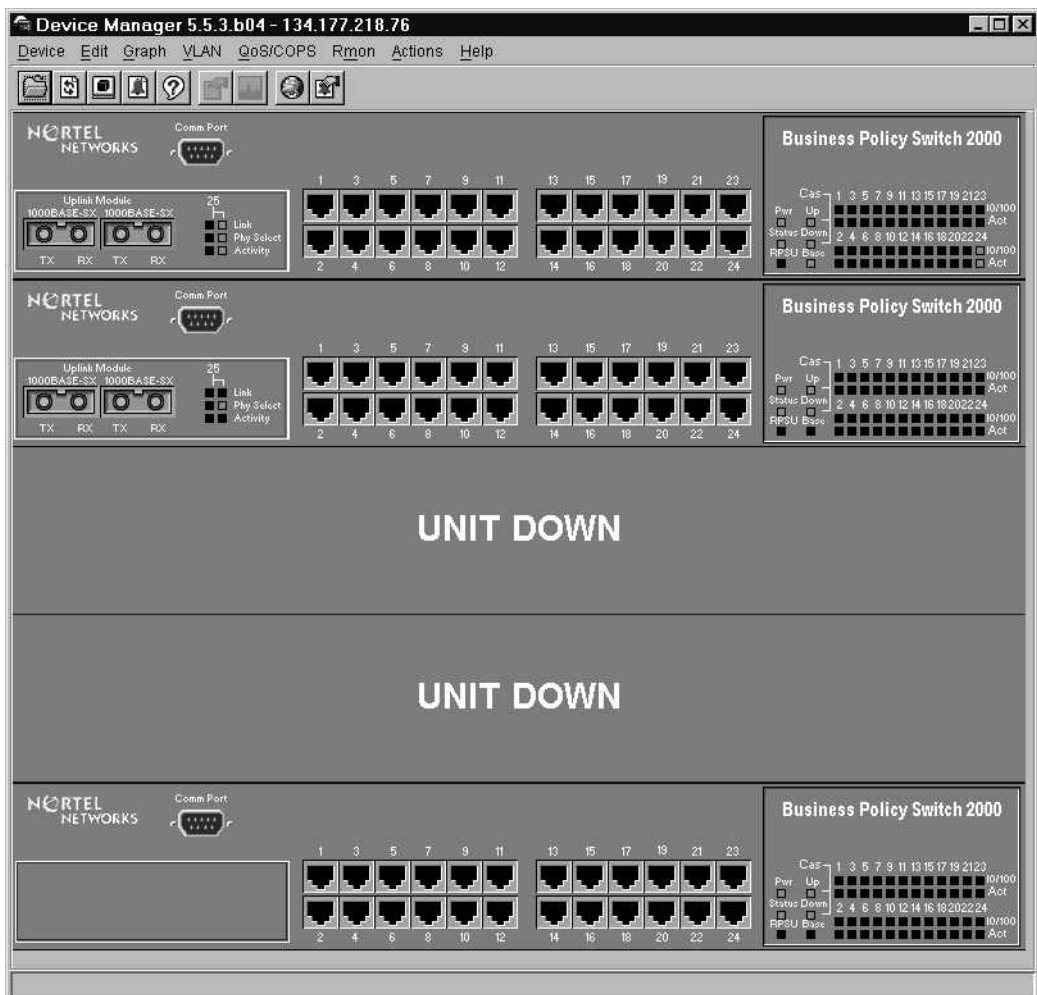 Device Manager 5.5.3.b04 - 134.177.218.76
Device Edit Graph VLAN QoS/COPS Rmon Actions Help
NORTEL
NETWORKS
Comm Port
Business Policy Switch 2000
1 3 5 7 9 11 13 15 17 19 21 23
Uplink Module
1000BASE-SX 1000BASE-SX
25
Link
Phy Select
Activity
TX RX TX RX
2 4 6 8 10 12 14 16 18 20 22 24
Cas 1 3 5 7 9 11 13 15 17 19 21 23
Pwr Up 10/100
Act
Status Down 2 4 6 8 10 12 14 16 18 20 22 24
RPSU Base 10/100
Act
NORTEL
NETWORKS
Comm Port
Business Policy Switch 2000
1 3 5 7 9 11 13 15 17 19 21 23
Uplink Module
1000BASE-SX 1000BASE-SX
25
Link
Phy Select
Activity
TX RX TX RX
2 4 6 8 10 12 14 16 18 20 22 24
Cas 1 3 5 7 9 11 13 15 17 19 21 23
Pwr Up 10/100
Act
Status Down 2 4 6 8 10 12 14 16 18 20 22 24
RPSU Base 10/100
Act
UNIT DOWN
UNIT DOWN
NORTEL
NETWORKS
Comm Port
Business Policy Switch 2000
1 3 5 7 9 11 13 15 17 19 21 23
2 4 6 8 10 12 14 16 18 20 22 24
Cas 1 3 5 7 9 11 13 15 17 19 21 23
Pwr Up 10/100
Act
Status Down 2 4 6 8 10 12 14 16 18 20 22 24
RPSU Base 10/100
Act